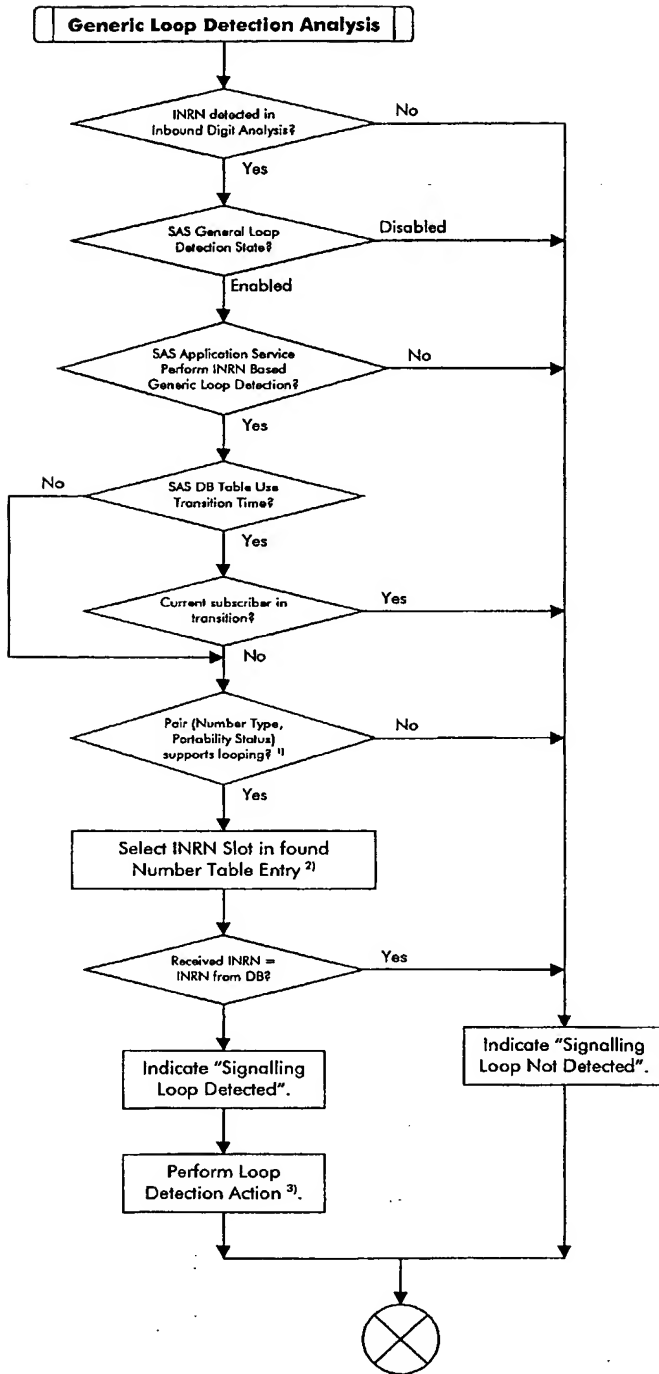 Generic Loop Detection Analysis
INRN detected in
Inbound Digit Analysis?
No
Yes
SAS General Loop
Detection State?
Disabled
Enabled
SAS Application Service
Perform INRN Based
Generic Loop Detection?
No
Yes
No
SAS DB Table Use
Transition Time?
Yes
Current subscriber in
transition?
Yes
No
Pair (Number Type,
Portability Status)
supports looping? 1)
No
Yes
Select INRN Slot in found
Number Table Entry 2)
Received INRN =
INRN from DB?
Yes
Indicate "Signalling
Loop Detected".
Indicate "Signalling
Loop Not Detected".
Perform Loop
Detection Action 3).